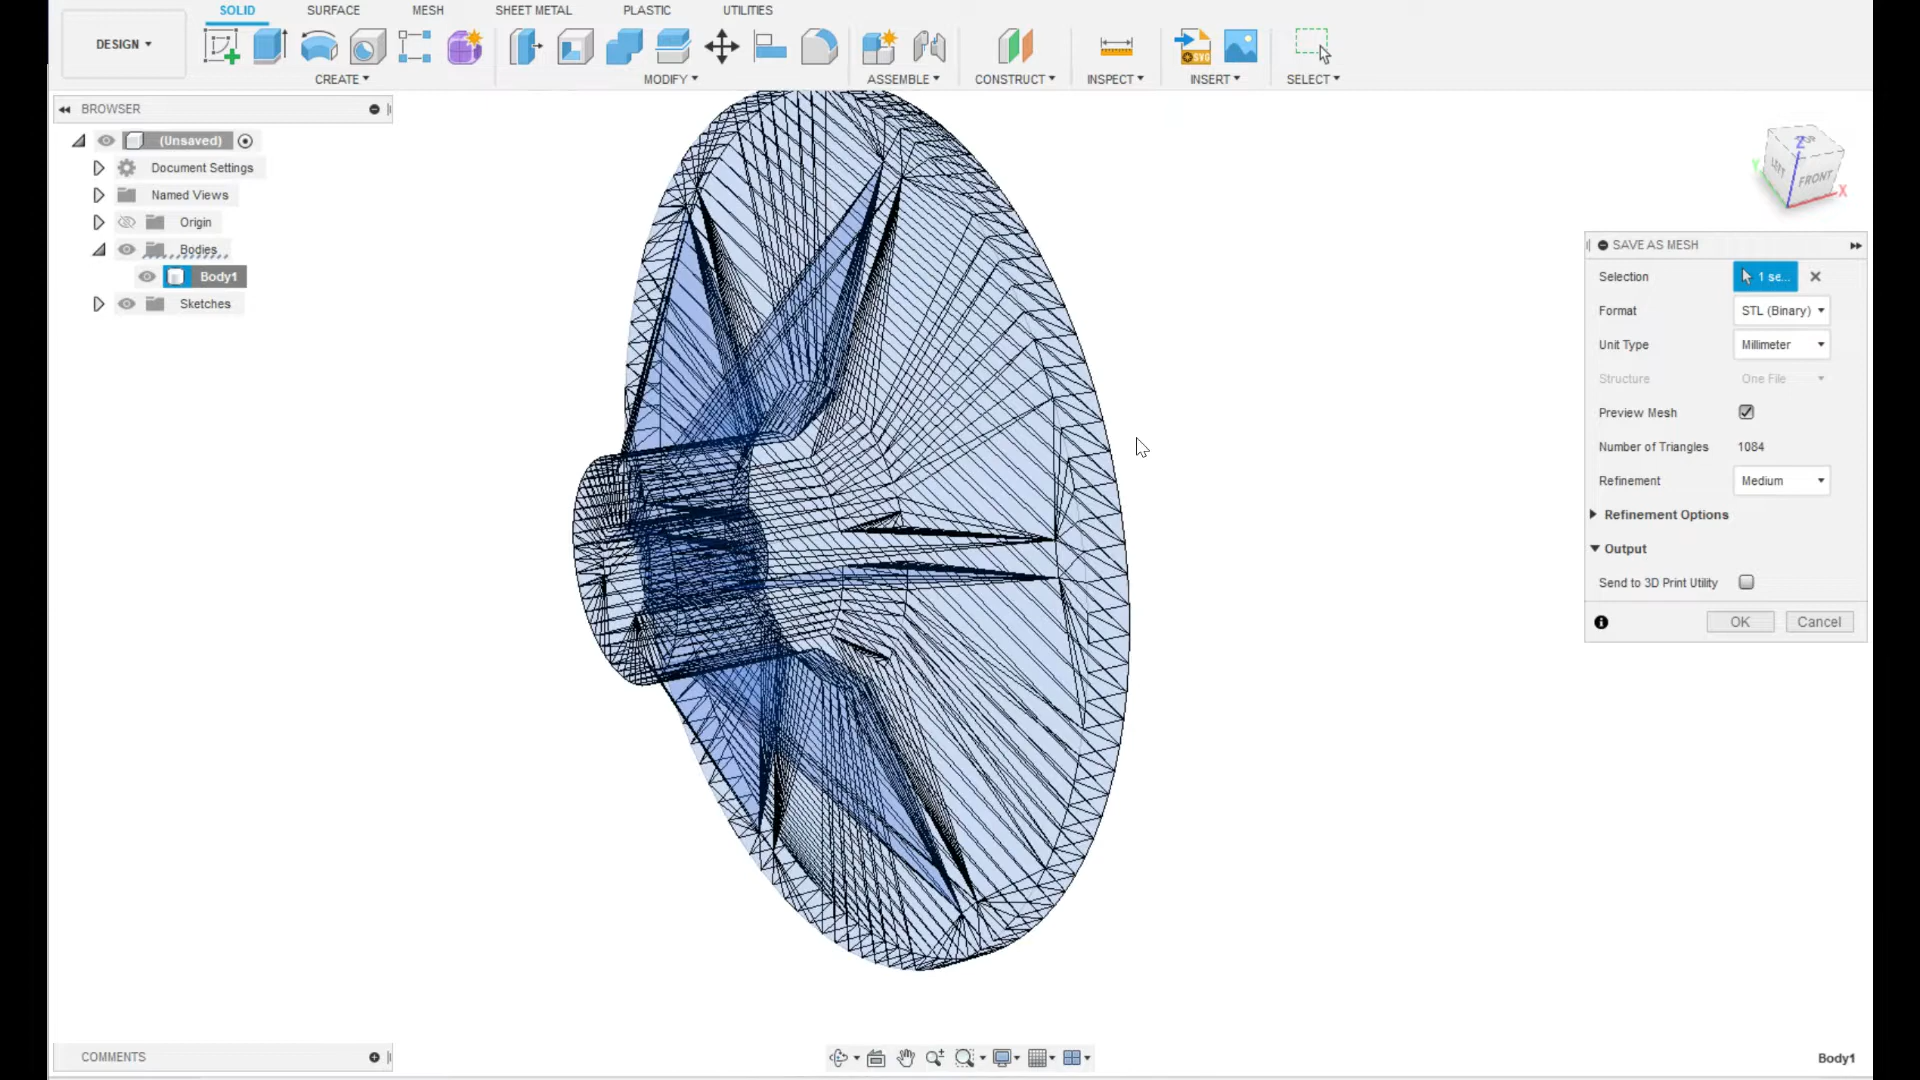 SOLID SURFACE MESH SHEET METAL PLASTIC UTILITIES
DESIGN
SVG
CREATE MODIFY ASSEMBLE CONSTRUCT INSPECT INSERT SELECT
BROWSER
(Unsaved)
Document Settings
Named Views
Origin
Bodies
Body1
Sketches
Z
Y
X
LEFT
FRONT
SAVE AS MESH
Selection 1 se...
Format STL (Binary)
Unit Type Millimeter
Structure One File
Preview Mesh
Number of Triangles 1084
Refinement Medium
Refinement Options
Output
Send to 3D Print Utility
OK Cancel
COMMENTS
Body1